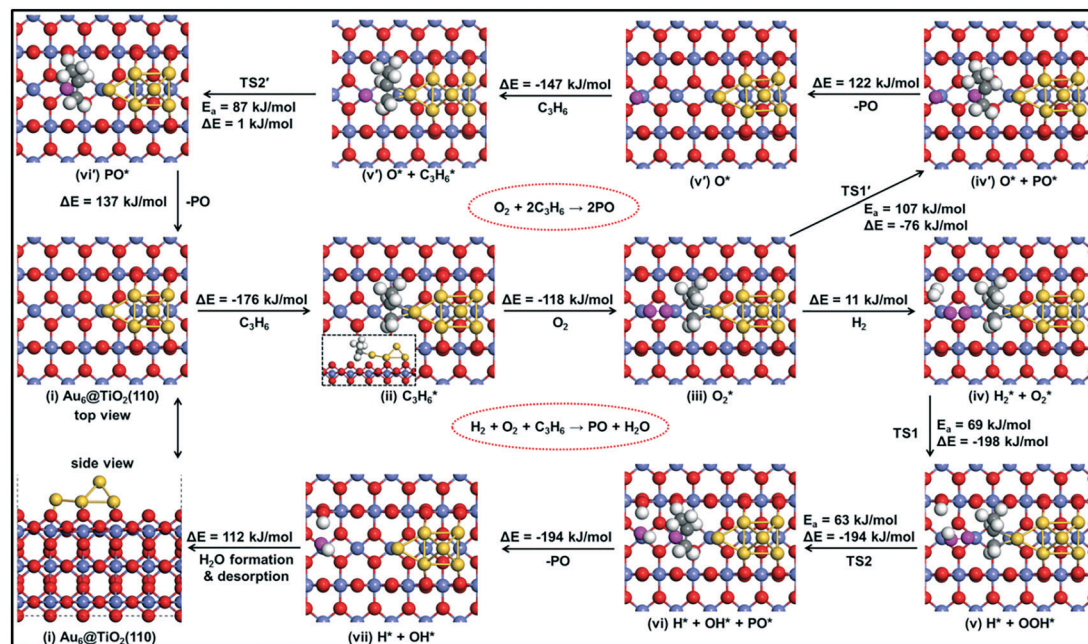 TS2′
Eₐ = 87 kJ/mol
ΔE = 1 kJ/mol
ΔE = -147 kJ/mol
C₃H₆
ΔE = 122 kJ/mol
-PO
(vi′) PO*
(v′) O* + C₃H₆*
(v′) O*
(iv′) O* + PO*
ΔE = 137 kJ/mol
-PO
O₂ + 2C₃H₆ → 2PO
TS1′
Eₐ = 107 kJ/mol
ΔE = -76 kJ/mol
ΔE = -176 kJ/mol
C₃H₆
ΔE = -118 kJ/mol
O₂
ΔE = 11 kJ/mol
H₂
(i) Au₆@TiO₂(110)
top view
(ii) C₃H₆*
(iii) O₂*
(iv) H₂* + O₂*
H₂ + O₂ + C₃H₆ → PO + H₂O
TS1
Eₐ = 69 kJ/mol
ΔE = -198 kJ/mol
side view
ΔE = 112 kJ/mol
H₂O formation
& desorption
ΔE = -194 kJ/mol
-PO
Eₐ = 63 kJ/mol
ΔE = -194 kJ/mol
TS2
(i) Au₆@TiO₂(110)
(vii) H* + OH*
(vi) H* + OH* + PO*
(v) H* + OOH*